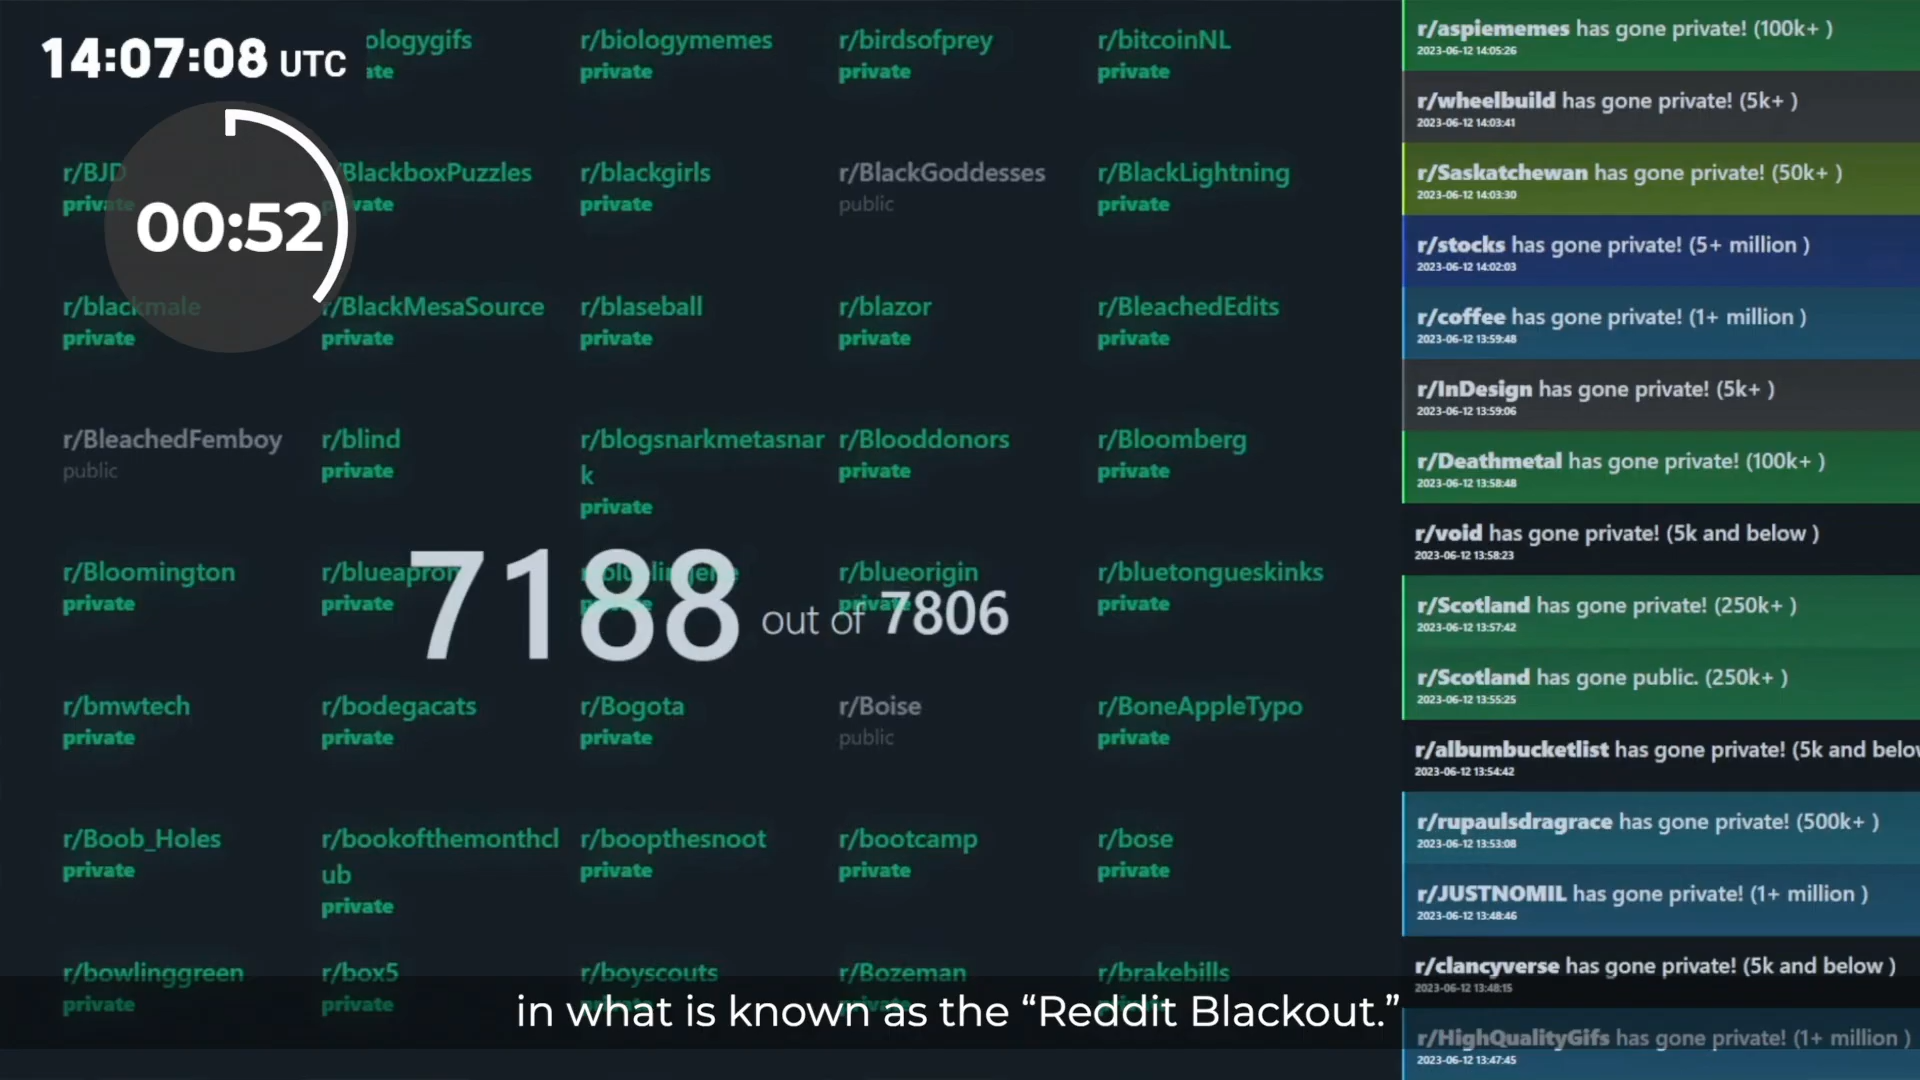 14:07:08 UTC
00:52
ologygifs
ate
r/biologymemes
private
r/birdsofprey
private
r/bitcoinNL
private
r/BJD
private
r/BlackboxPuzzles
private
r/blackgirls
private
r/BlackGoddesses
public
r/BlackLightning
private
r/blackmale
private
r/BlackMesaSource
private
r/blaseball
private
r/blazor
private
r/BleachedEdits
private
r/BleachedFemboy
public
r/blind
private
r/blogsnarkmetasnar
k
private
r/Blooddonors
private
r/Bloomberg
private
r/Bloomington
private
r/blueapron
private
r/blueorigin
private
r/bluetongueskinks
private
7188 out of 7806
r/bmwtech
private
r/bodegacats
private
r/Bogota
private
r/Boise
public
r/BoneAppleTypo
private
r/Boob_Holes
private
r/bookofthemonthcl
ub
private
r/boopthesnoot
private
r/bootcamp
private
r/bose
private
r/bowlinggreen
private
r/box5
private
r/boyscouts
r/Bozeman
r/brakebills
in what is known as the “Reddit Blackout.”
r/aspiememes has gone private! (100k+ )
2023-06-12 14:05:26
r/wheelbuild has gone private! (5k+ )
2023-06-12 14:03:41
r/Saskatchewan has gone private! (50k+ )
2023-06-12 14:03:30
r/stocks has gone private! (5+ million )
2023-06-12 14:02:03
r/coffee has gone private! (1+ million )
2023-06-12 13:59:48
r/InDesign has gone private! (5k+ )
2023-06-12 13:59:06
r/Deathmetal has gone private! (100k+ )
2023-06-12 13:58:48
r/void has gone private! (5k and below )
2023-06-12 13:58:23
r/Scotland has gone private! (250k+ )
2023-06-12 13:57:42
r/Scotland has gone public. (250k+ )
2023-06-12 13:55:25
r/albumbucketlist has gone private! (5k and belov
2023-06-12 13:54:42
r/rupaulsdragrace has gone private! (500k+ )
2023-06-12 13:53:08
r/JUSTNOMIL has gone private! (1+ million )
2023-06-12 13:48:46
r/clancyverse has gone private! (5k and below )
2023-06-12 13:48:15
r/HighQualityGifs has gone private! (1+ million )
2023-06-12 13:47:45